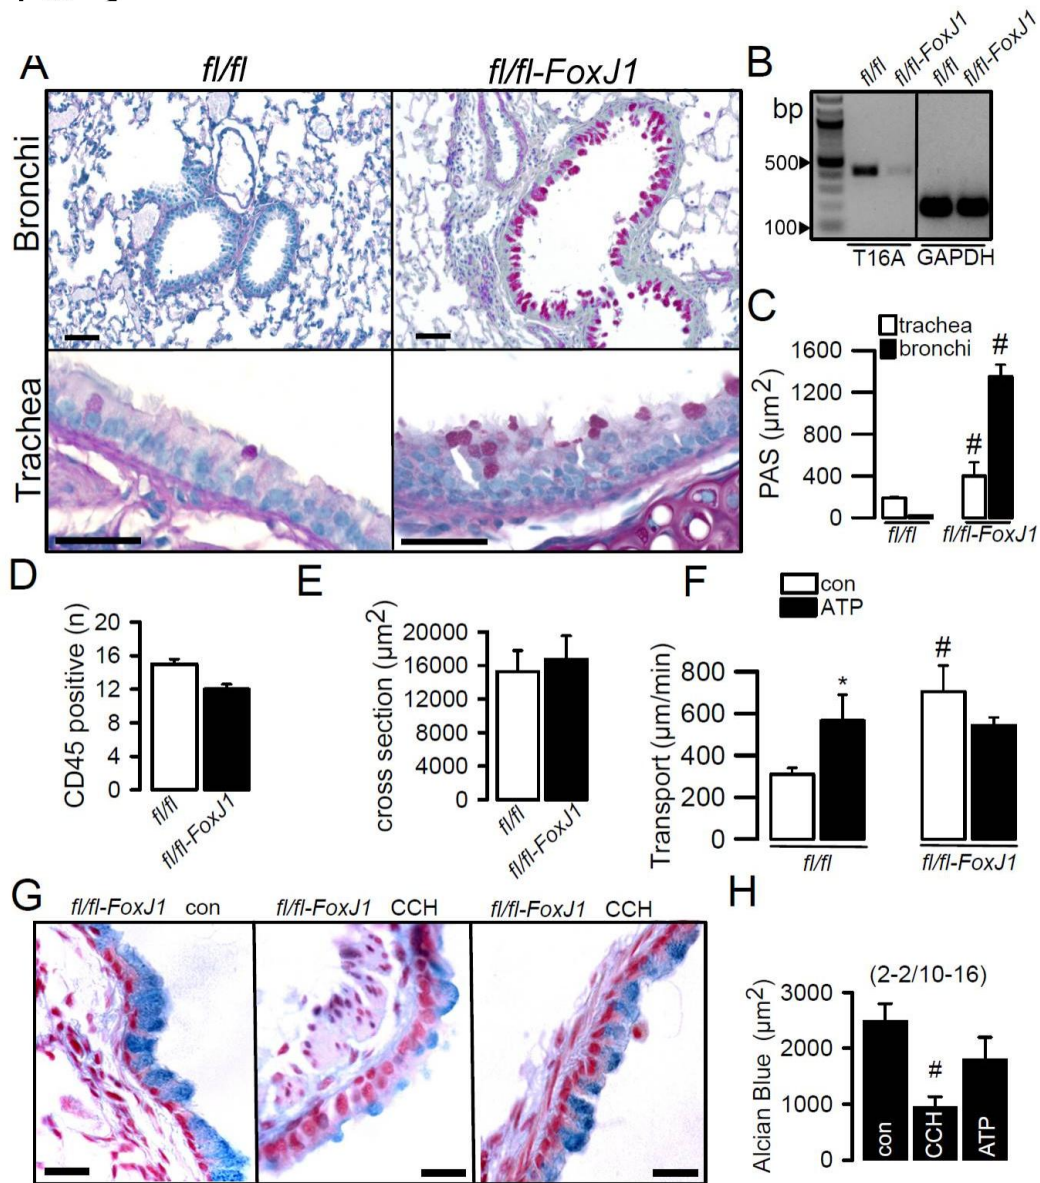 A
fl/fl
fl/fl-FoxJ1
Bronchi
Trachea
B
fl/fl
fl/fl-FoxJ1
fl/fl
fl/fl-FoxJ1
bp
500
100
T16A GAPDH
C
trachea
bronchi
PAS (µm²)
1600
1200
800
400
0
#
#
fl/fl
fl/fl-FoxJ1
D
CD45 positive (n)
20
16
12
8
4
0
fl/fl
fl/fl-FoxJ1
E
cross section (µm²)
20000
16000
12000
8000
4000
0
fl/fl
fl/fl-FoxJ1
F
con
ATP
Transport (µm/min)
800
600
400
200
0
*
#
fl/fl
fl/fl-FoxJ1
G
fl/fl-FoxJ1 con
fl/fl-FoxJ1 CCH
fl/fl-FoxJ1 CCH
H
(2-2/10-16)
Alcian Blue (µm²)
3000
2000
1000
0
#
con
CCH
ATP